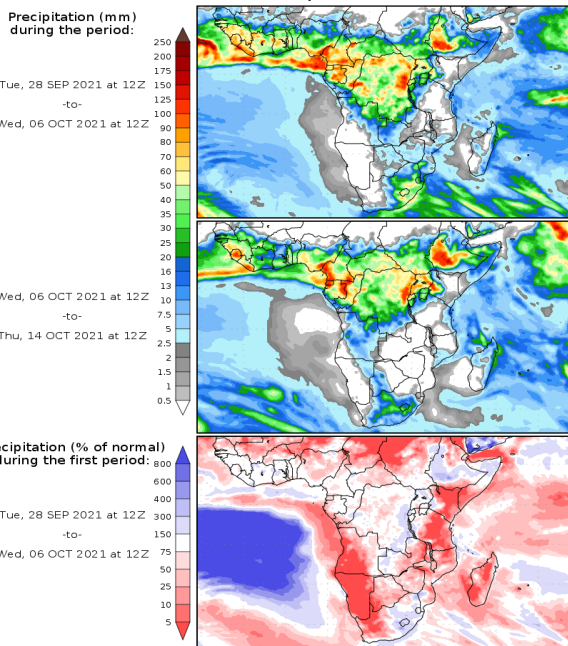 Precipitation (mm)
during the period:
250
200
175
150
125
100
90
80
70
60
50
40
35
30
25
20
16
13
10
7.5
5
2.5
2
1.5
1
0.5
Tue, 28 SEP 2021 at 12Z
-to-
Wed, 06 OCT 2021 at 12Z
Wed, 06 OCT 2021 at 12Z
-to-
Thu, 14 OCT 2021 at 12Z
cipitation (% of normal)
during the first period:
800
600
400
300
150
75
50
25
10
5
Tue, 28 SEP 2021 at 12Z
-to-
Wed, 06 OCT 2021 at 12Z